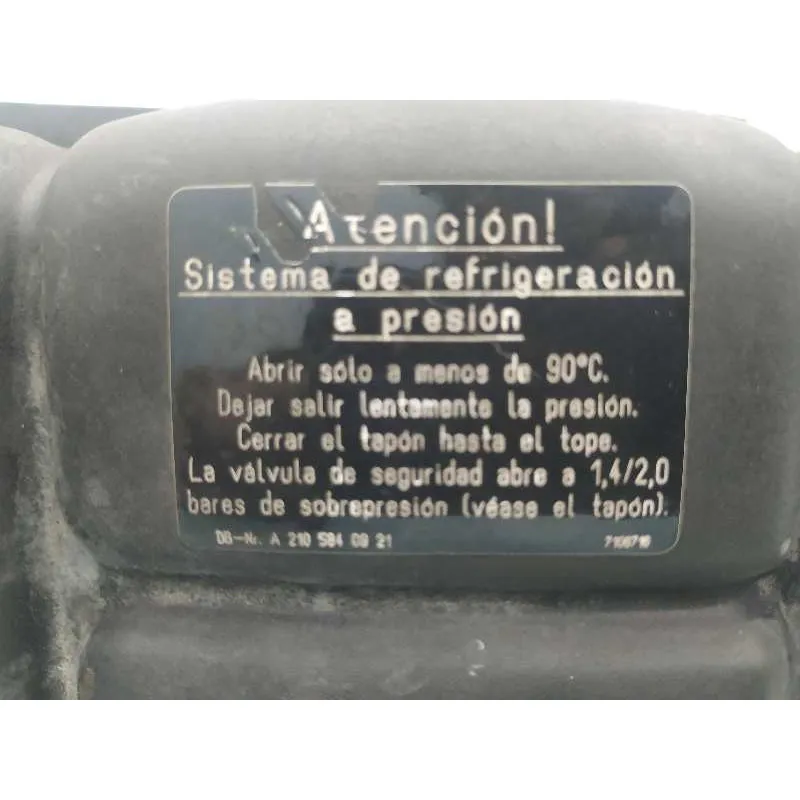 ¡Atención!
Sistema de refrigeración
a presión
Abrir sólo a menos de 90°C.
Dejar salir lentamente la presión.
Cerrar el tapón hasta el tope.
La válvula de seguridad abre a 1,4/2,0
bares de sobrepresión (véase el tapón).
DB-Nr. A 210 584 09 21
7106716